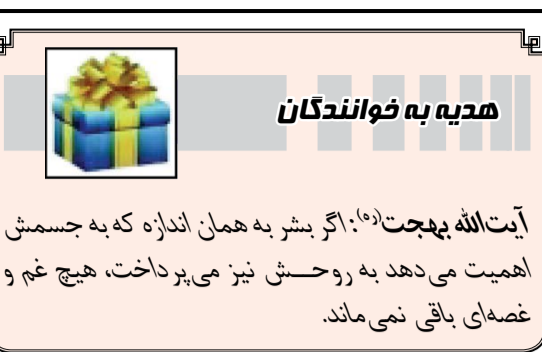 هدیه به خوانندگان
آیت‌الله بهجت(ره): اگر بشر به همان اندازه که به جسمش
اهمیت می‌دهد به روحــش نیز می‌پرداخت، هیچ غم و
غصه‌ای باقی نمی‌ماند.